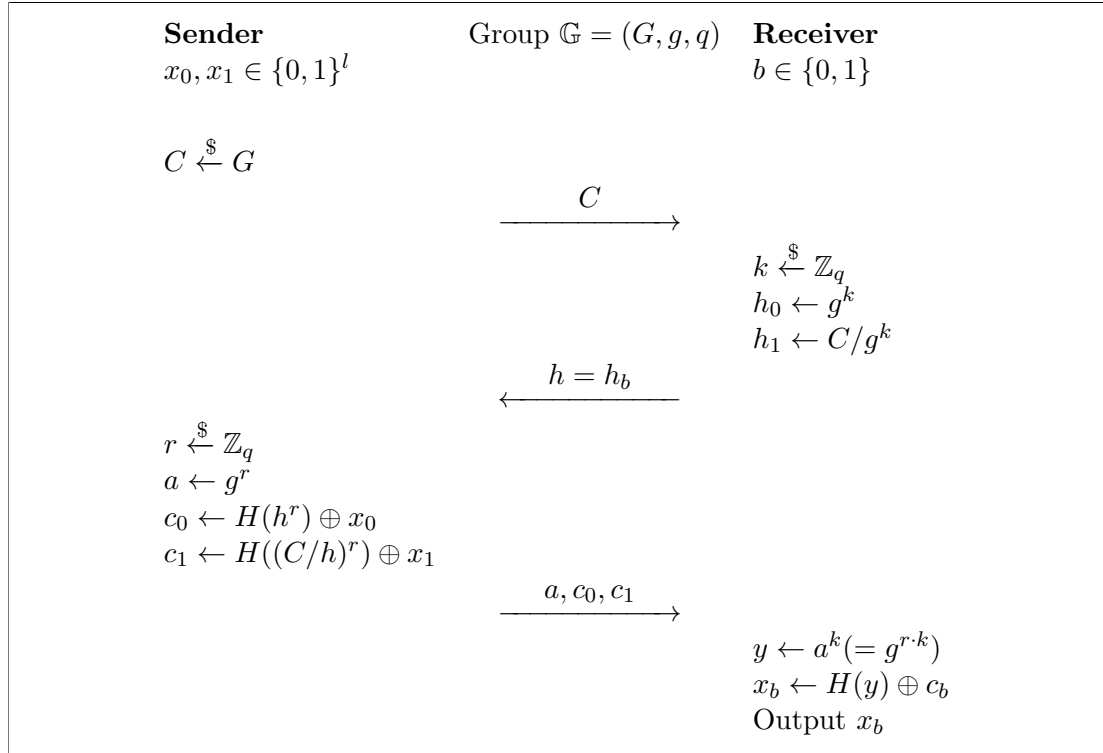 Sender Group 𝔾 = (G, g, q) Receiver
x₀, x₁ ∈ {0, 1}ˡ b ∈ {0, 1}
C ←$ G
C
k ←$ ℤ_q
h₀ ← gᵏ
h₁ ← C/gᵏ
h = h_b
r ←$ ℤ_q
a ← gʳ
c₀ ← H(hʳ) ⊕ x₀
c₁ ← H((C/h)ʳ) ⊕ x₁
a, c₀, c₁
y ← aᵏ(= g^{r·k})
x_b ← H(y) ⊕ c_b
Output x_b